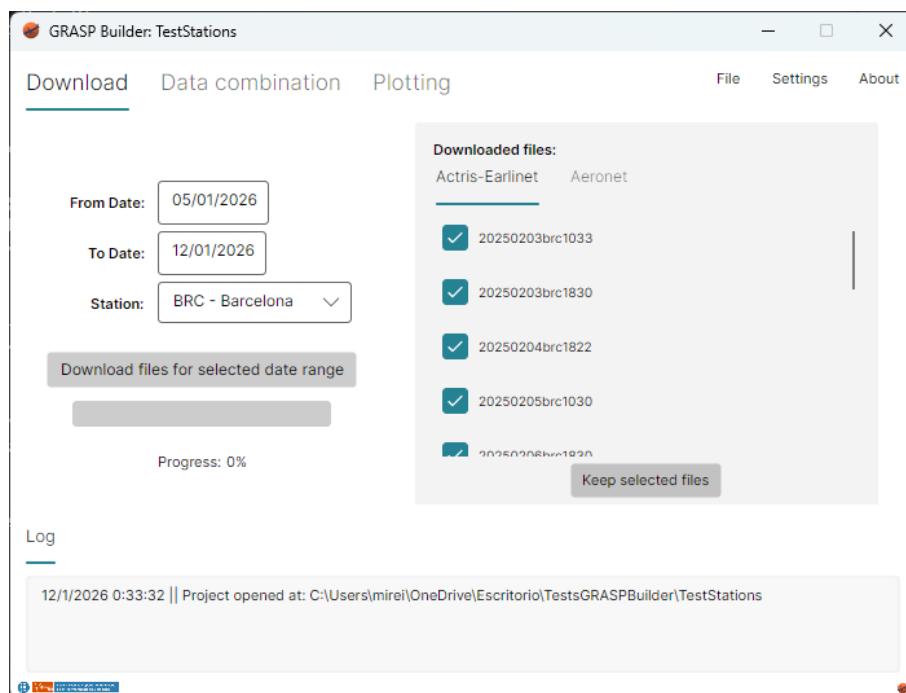 GRASP Builder: TestStations
Download Data combination Plotting File Settings About
From Date: 05/01/2026
To Date: 12/01/2026
Station: BRC - Barcelona
Download files for selected date range
Progress: 0%
Downloaded files:
Actris-Earlinet Aeronet
20250203brc1033
20250203brc1830
20250204brc1822
20250205brc1030
20250206brc1830
Keep selected files
Log
12/1/2026 0:33:32 || Project opened at: C:\Users\mirei\OneDrive\Escritorio\TestsGRASPBuilder\TestStations